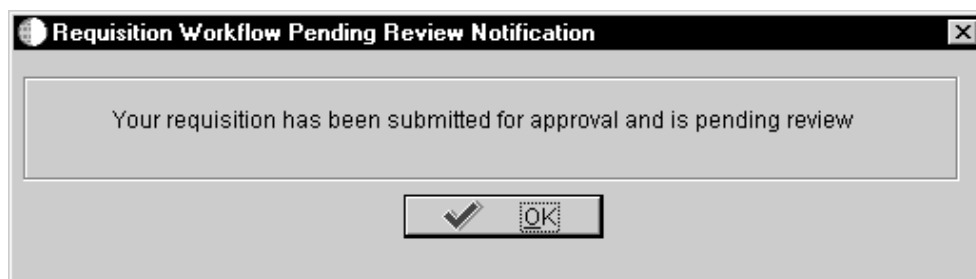 Requisition Workflow Pending Review Notification
Your requisition has been submitted for approval and is pending review
OK